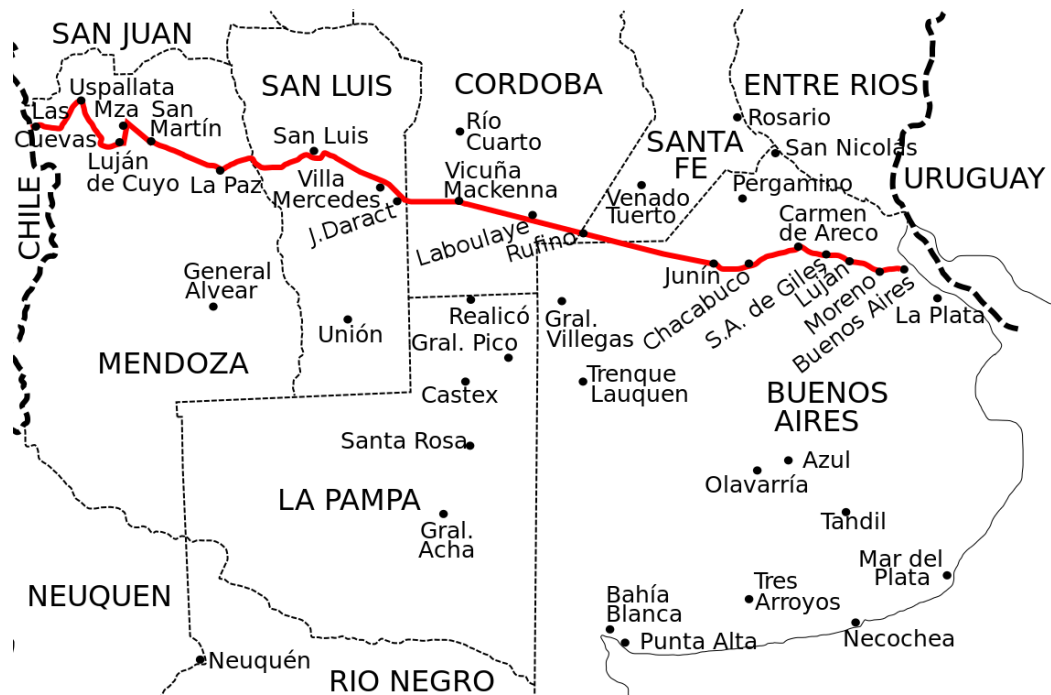 SAN JUAN
Uspallata
Las
Cuevas
Mza
San
Martín
Luján
de Cuyo
La Paz
SAN LUIS
San Luis
Villa
Mercedes
J.Daract
CORDOBA
Río
Cuarto
Vicuña
Mackenna
Laboulaye
Rufino
SANTA
FE
Venado
Tuerto
ENTRE RIOS
Rosario
San Nicolás
Pergamino
Carmen
de Areco
URUGUAY
CHILE
Junín
Chacabuco
S.A. de Giles
Luján
Moreno
Buenos Aires
La Plata
General
Alvear
MENDOZA
Unión
Realicó
Gral. Pico
Castex
Gral.
Villegas
Trenque
Lauquen
BUENOS
AIRES
Santa Rosa
Azul
Olavarría
LA PAMPA
Gral.
Acha
Tandil
Mar del
Plata
NEUQUEN
Bahía
Blanca
Tres
Arroyos
Punta Alta
Necochea
Neuquén
RIO NEGRO